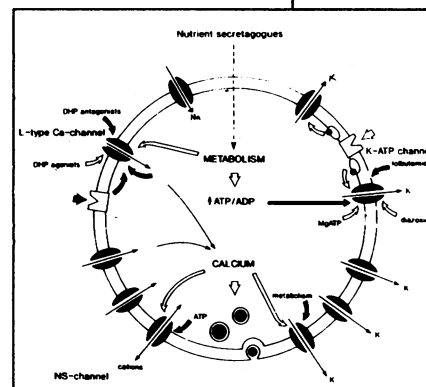 Nutrient secretagogues
K
Na
DHP antagonists
L-type Ca-channel
DHP agonists
K-ATP channel
tolbutamide
METABOLISM
K
ATP/ADP
MgATP
CALCIUM
metabolism
K
ATP
K
cations
K
K
NS-channel